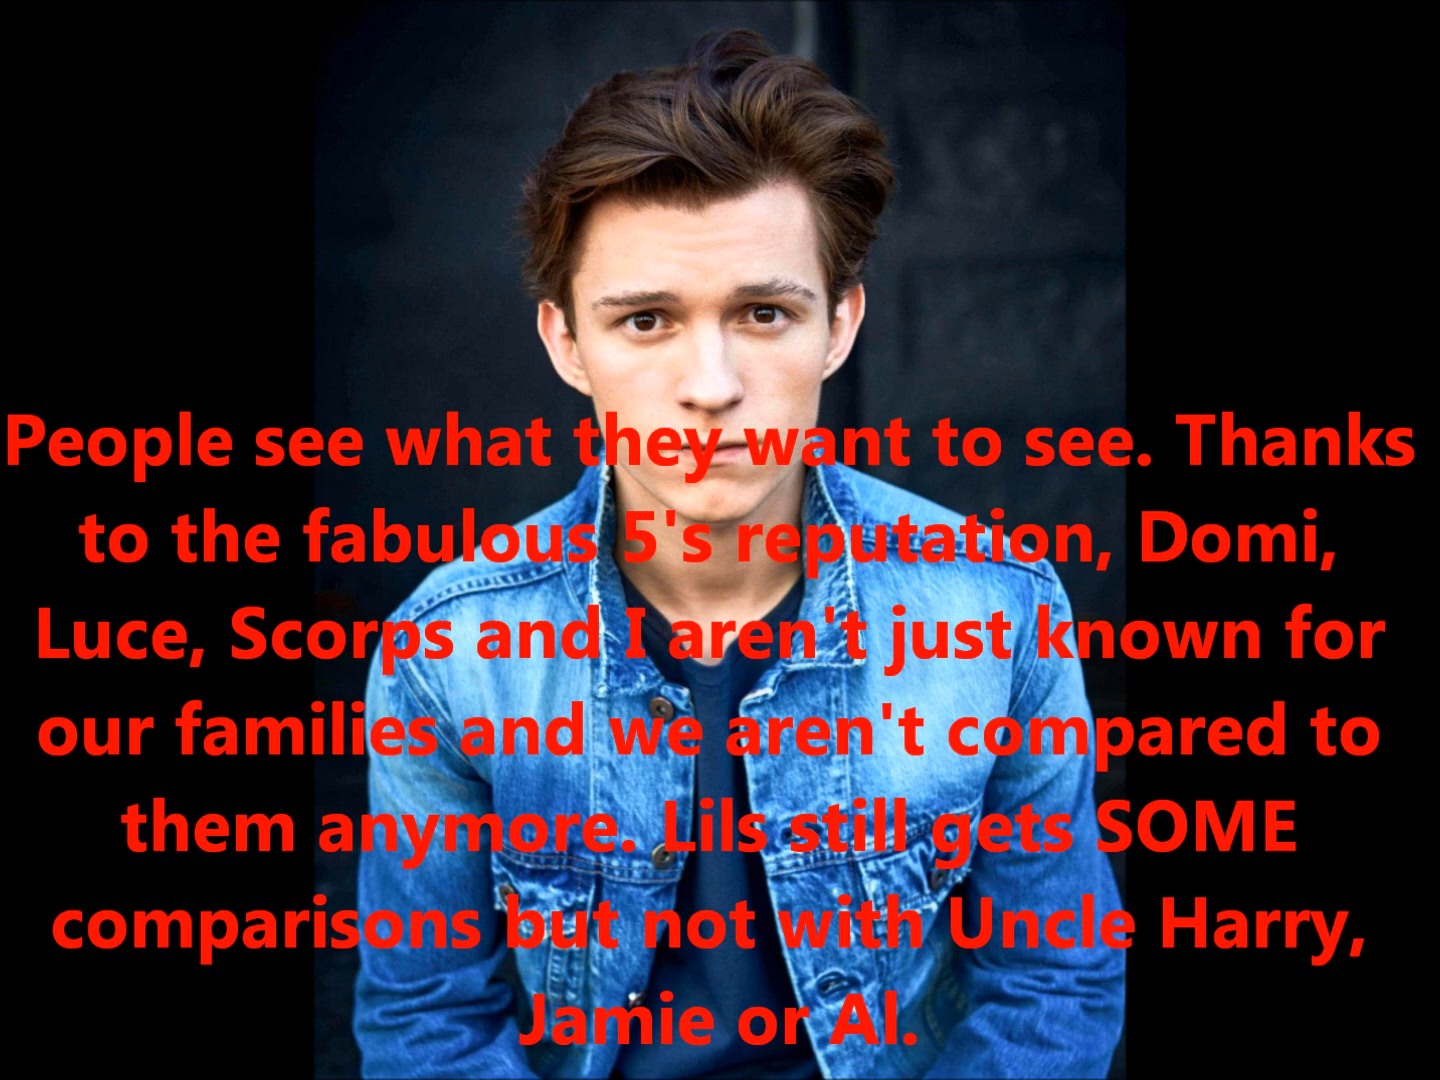 People see what they want to see. Thanks
to the fabulous 5's reputation, Domi,
Luce, Scorps and I aren't just known for
our families and we aren't compared to
them anymore. Lils still gets SOME
comparisons but not with Uncle Harry,
Jamie or Al.